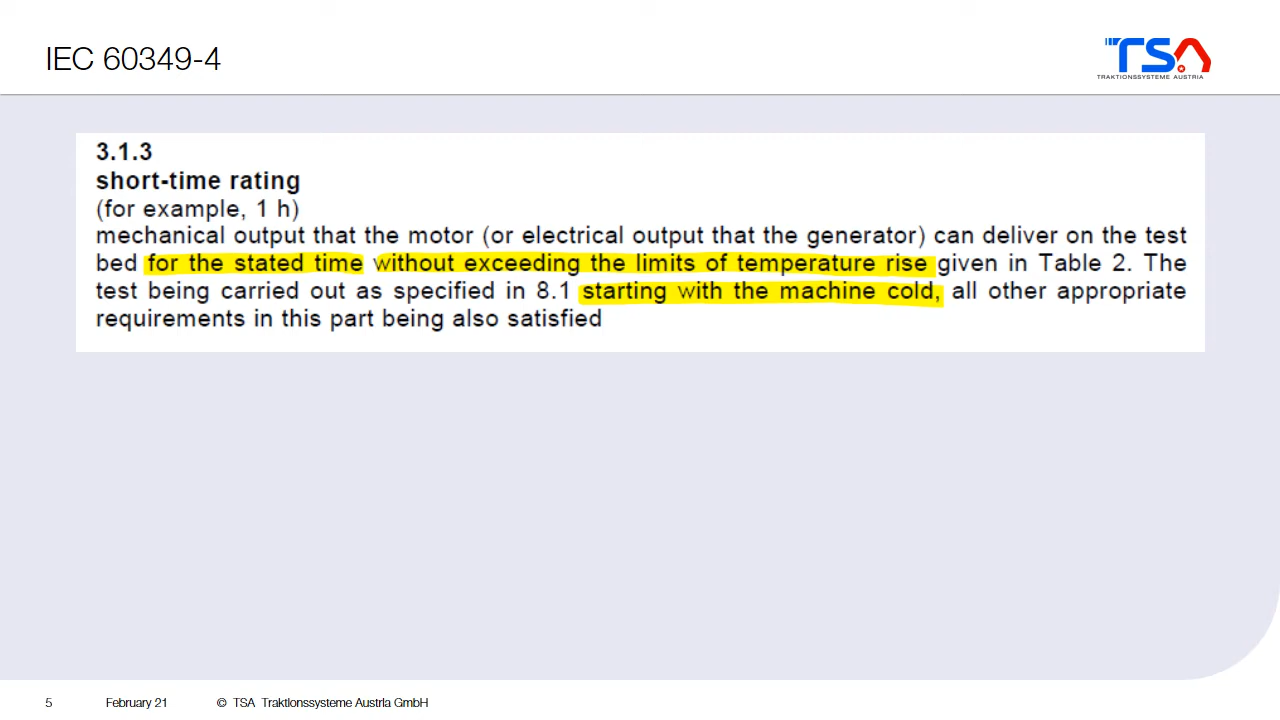 IEC 60349-4
TSA
TRAKTIONSSYSTEME AUSTRIA
3.1.3
short-time rating
(for example, 1 h)
mechanical output that the motor (or electrical output that the generator) can deliver on the test
bed for the stated time without exceeding the limits of temperature rise given in Table 2. The
test being carried out as specified in 8.1 starting with the machine cold, all other appropriate
requirements in this part being also satisfied
5 February 21 © TSA Traktionssysteme Austria GmbH